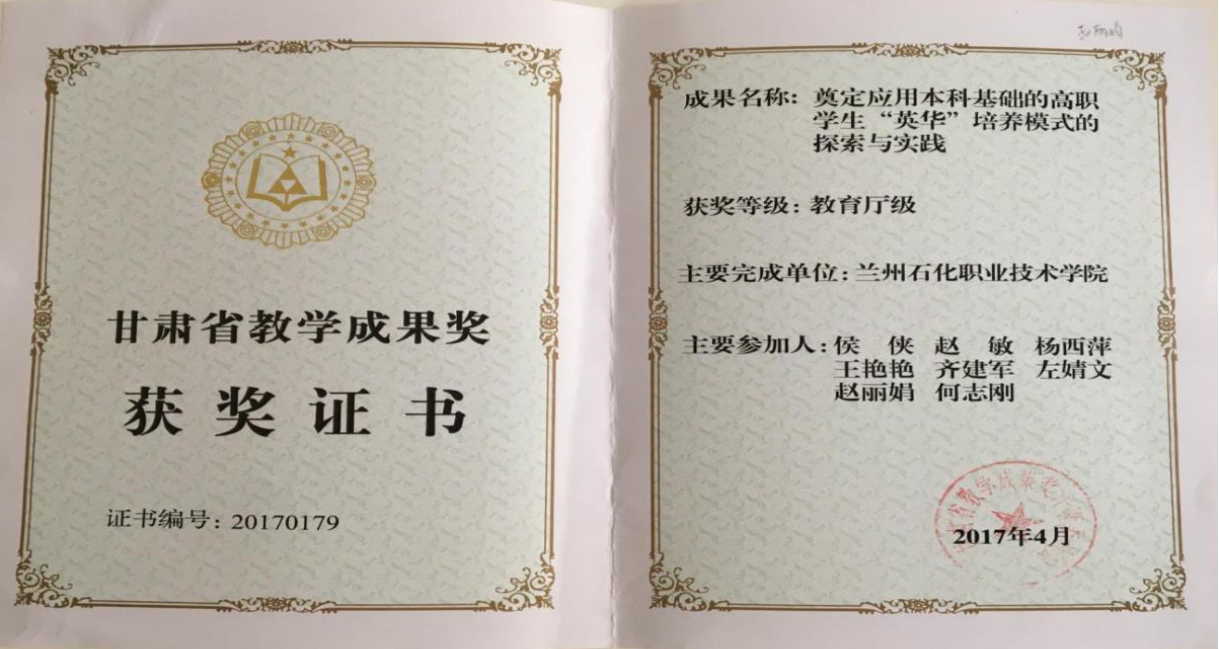 甘肃省教学成果奖
获奖证书
证书编号: 20170179
成果名称: 奠定应用本科基础的高职
学生“英华”培养模式的
探索与实践
获奖等级: 教育厅级
主要完成单位: 兰州石化职业技术学院
主要参加人: 侯 侠 赵 敏 杨西萍
王艳艳 齐建军 左婧文
赵丽娟 何志刚
2017年4月